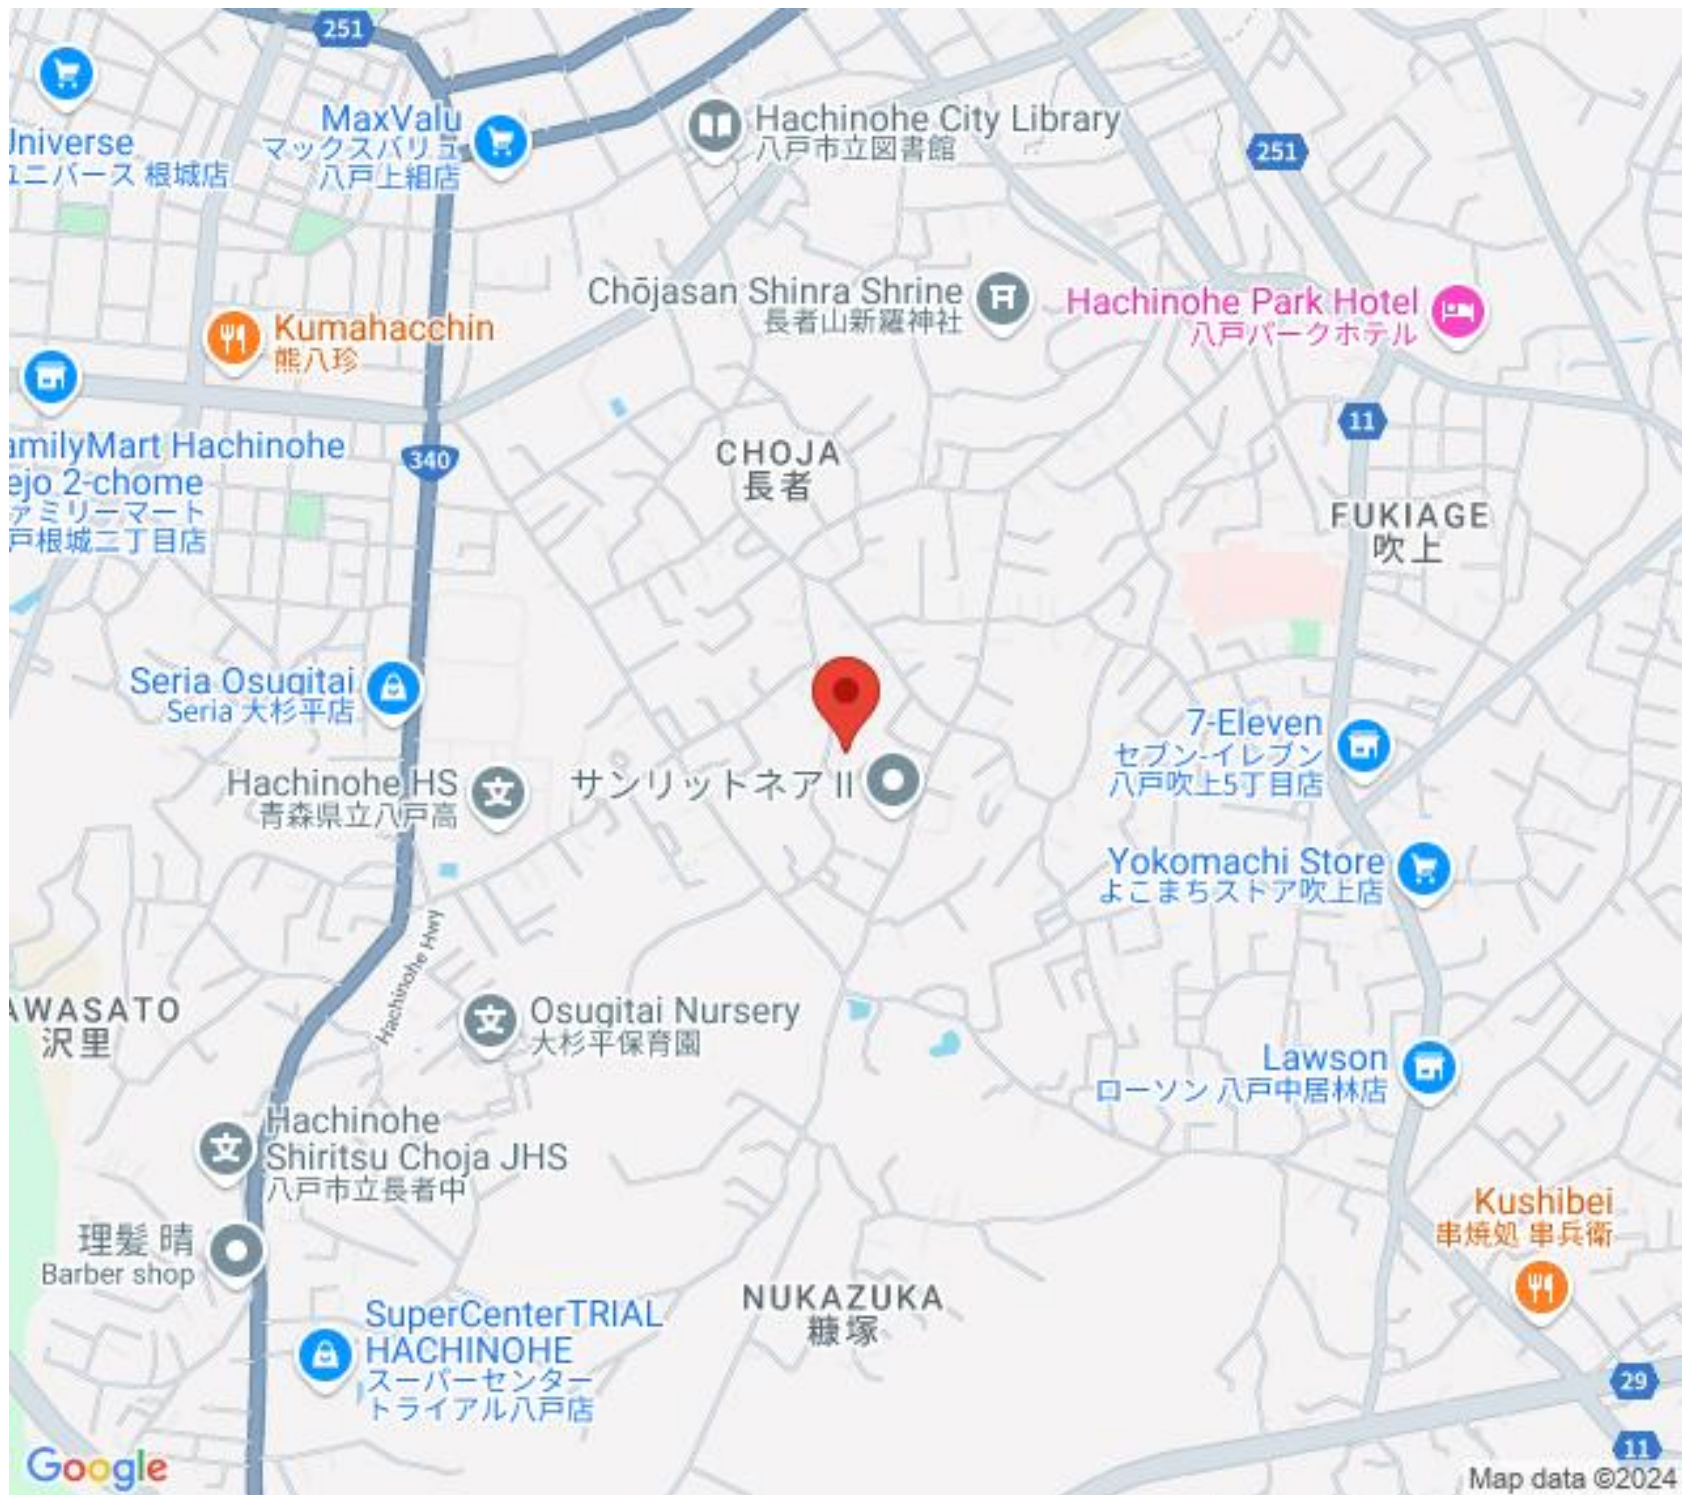 251
MaxValu
マックスバリュ
八戸上組店
Hachinohe City Library
八戸市立図書館
251
Universe
ユニバース 根城店
Chōjasan Shinra Shrine
長者山新羅神社
Hachinohe Park Hotel
八戸パークホテル
Kumahacchin
熊八珍
11
amilyMart Hachinohe
ejo 2-chome
ァミリーマート
戸根城二丁目店
340
CHOJA
長者
FUKIAGE
吹上
Seria Osugitai
Seria 大杉平店
7-Eleven
セブン-イレブン
八戸吹上5丁目店
Hachinohe HS
青森県立八戸高
サンリットネア II
Yokomachi Store
よこまちストア吹上店
Hachinohe Hwy
AWASATO
沢里
Osugitai Nursery
大杉平保育園
Lawson
ローソン 八戸中居林店
Hachinohe
Shiritsu Choja JHS
八戸市立長者中
理髪 晴
Barber shop
Kushibei
串焼処 串兵衛
NUKAZUKA
糠塚
SuperCenterTRIAL
HACHINOHE
スーパーセンター
トライアル八戸店
29
11
Google
Map data ©2024